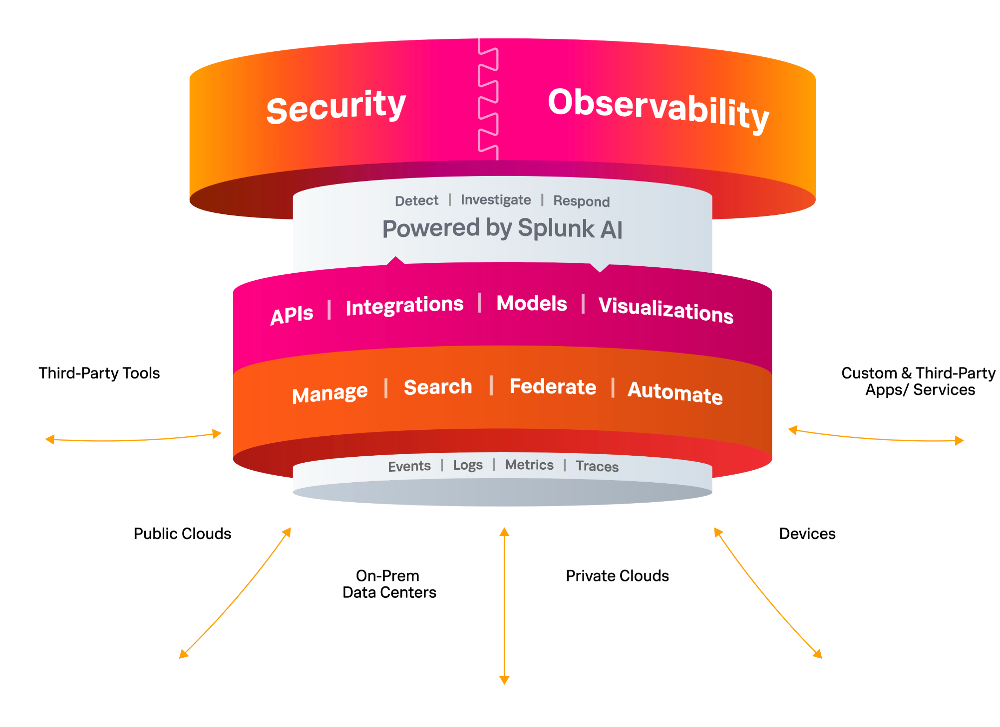 Security
Observability
Detect | Investigate | Respond
Powered by Splunk AI
APIs | Integrations | Models | Visualizations
Manage | Search | Federate | Automate
Third-Party Tools
Custom & Third-Party
Apps/ Services
Events | Logs | Metrics | Traces
Public Clouds
Devices
On-Prem
Data Centers
Private Clouds